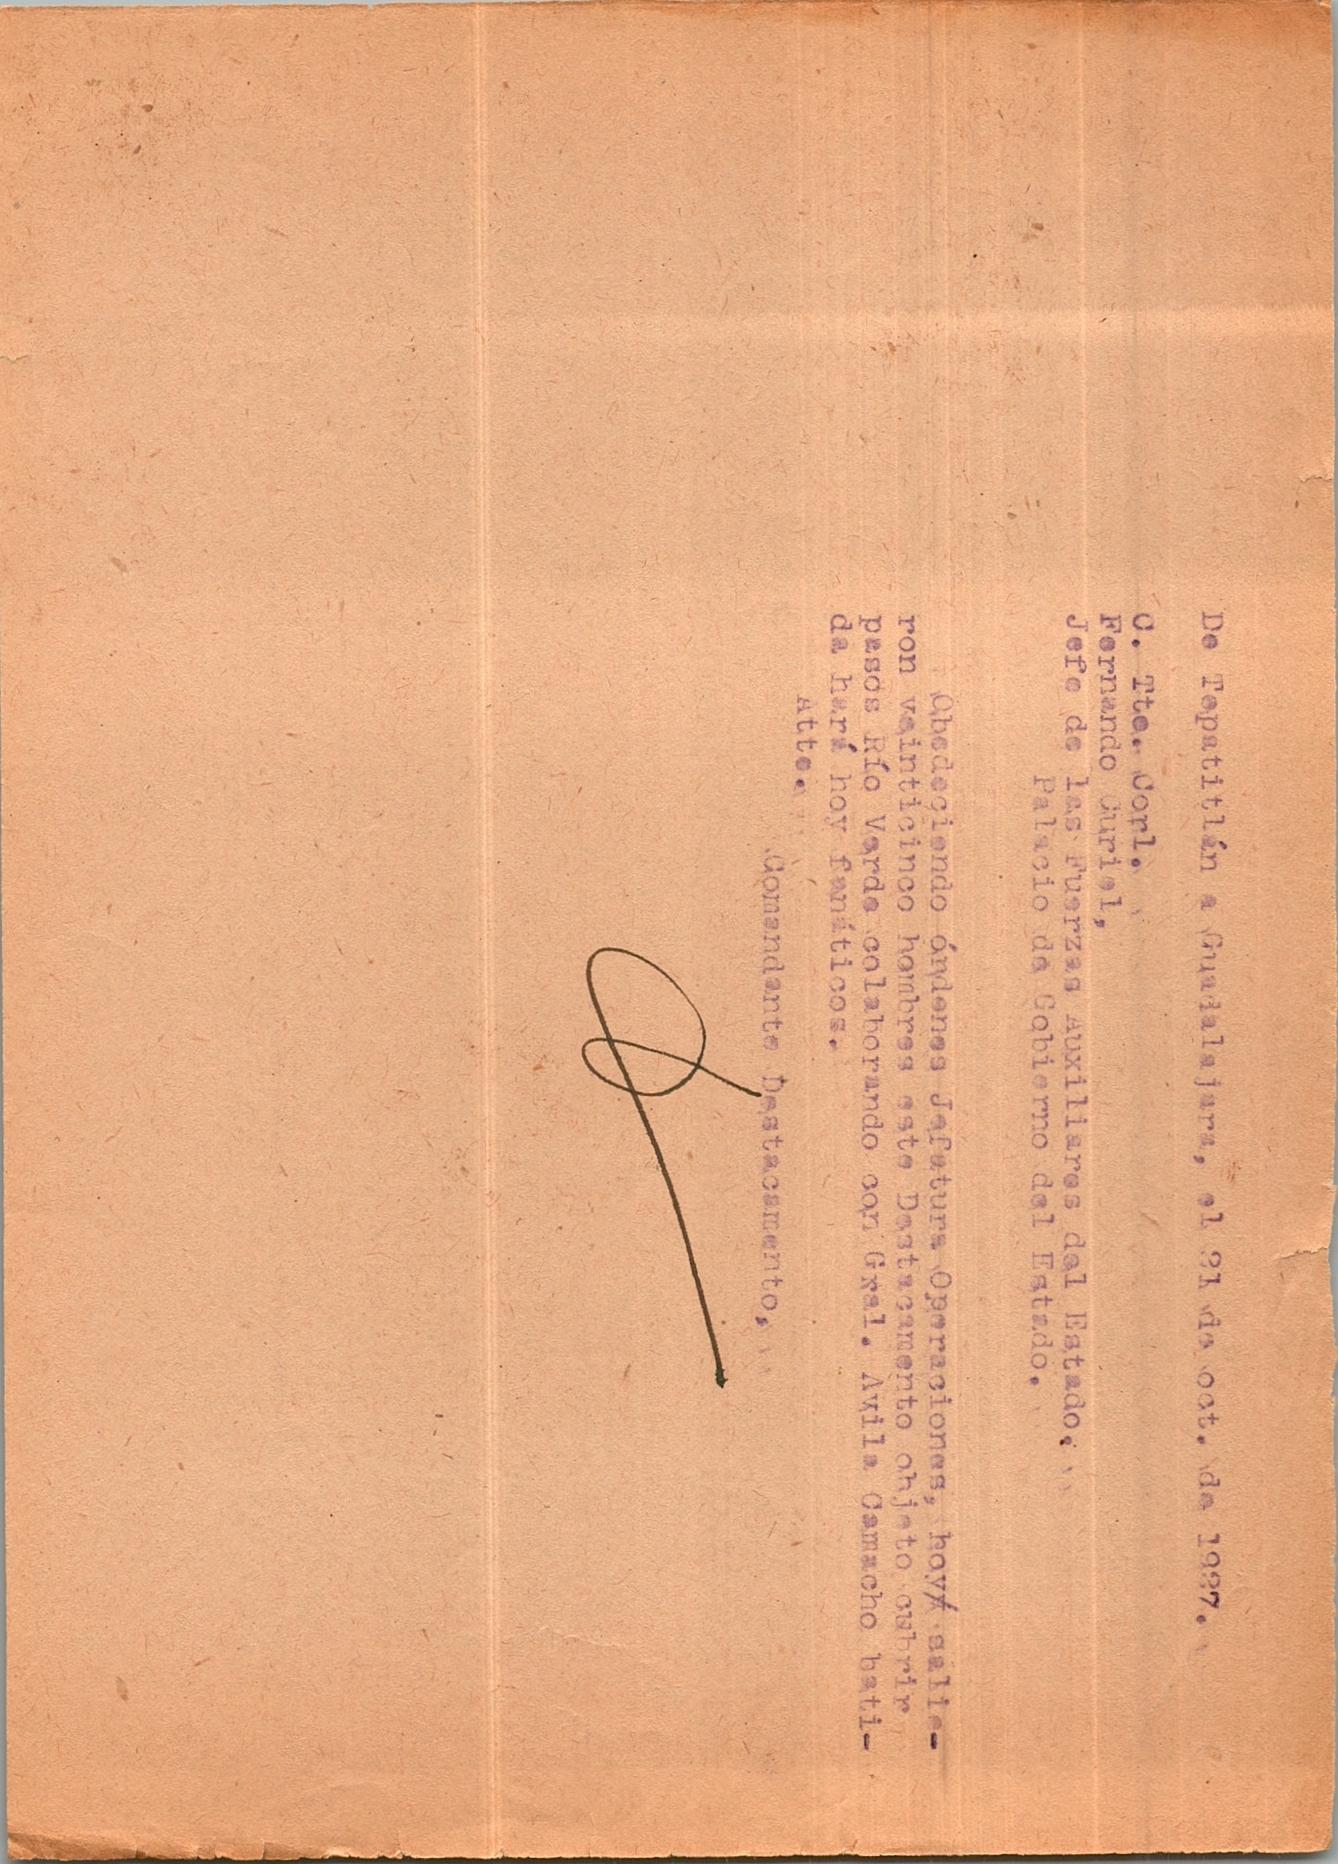 De Tepatitlán a Guadalajara, el 21 de oct. de 1927.
C. Tte. Corl.
Fernando Curiel,
Jefe de las Fuerzas Auxiliares del Estado.
Palacio de Gobierno del Estado.
Obedeciendo órdenes Jefatura Operaciones, hoy salie-
ron veinticinco hombres este Destacamento objeto cubrir
pasos Río Verde colaborando con Gral. Avila Camacho bati-
da hará hoy fanáticos.
Atte.
Comandante Destacamento,